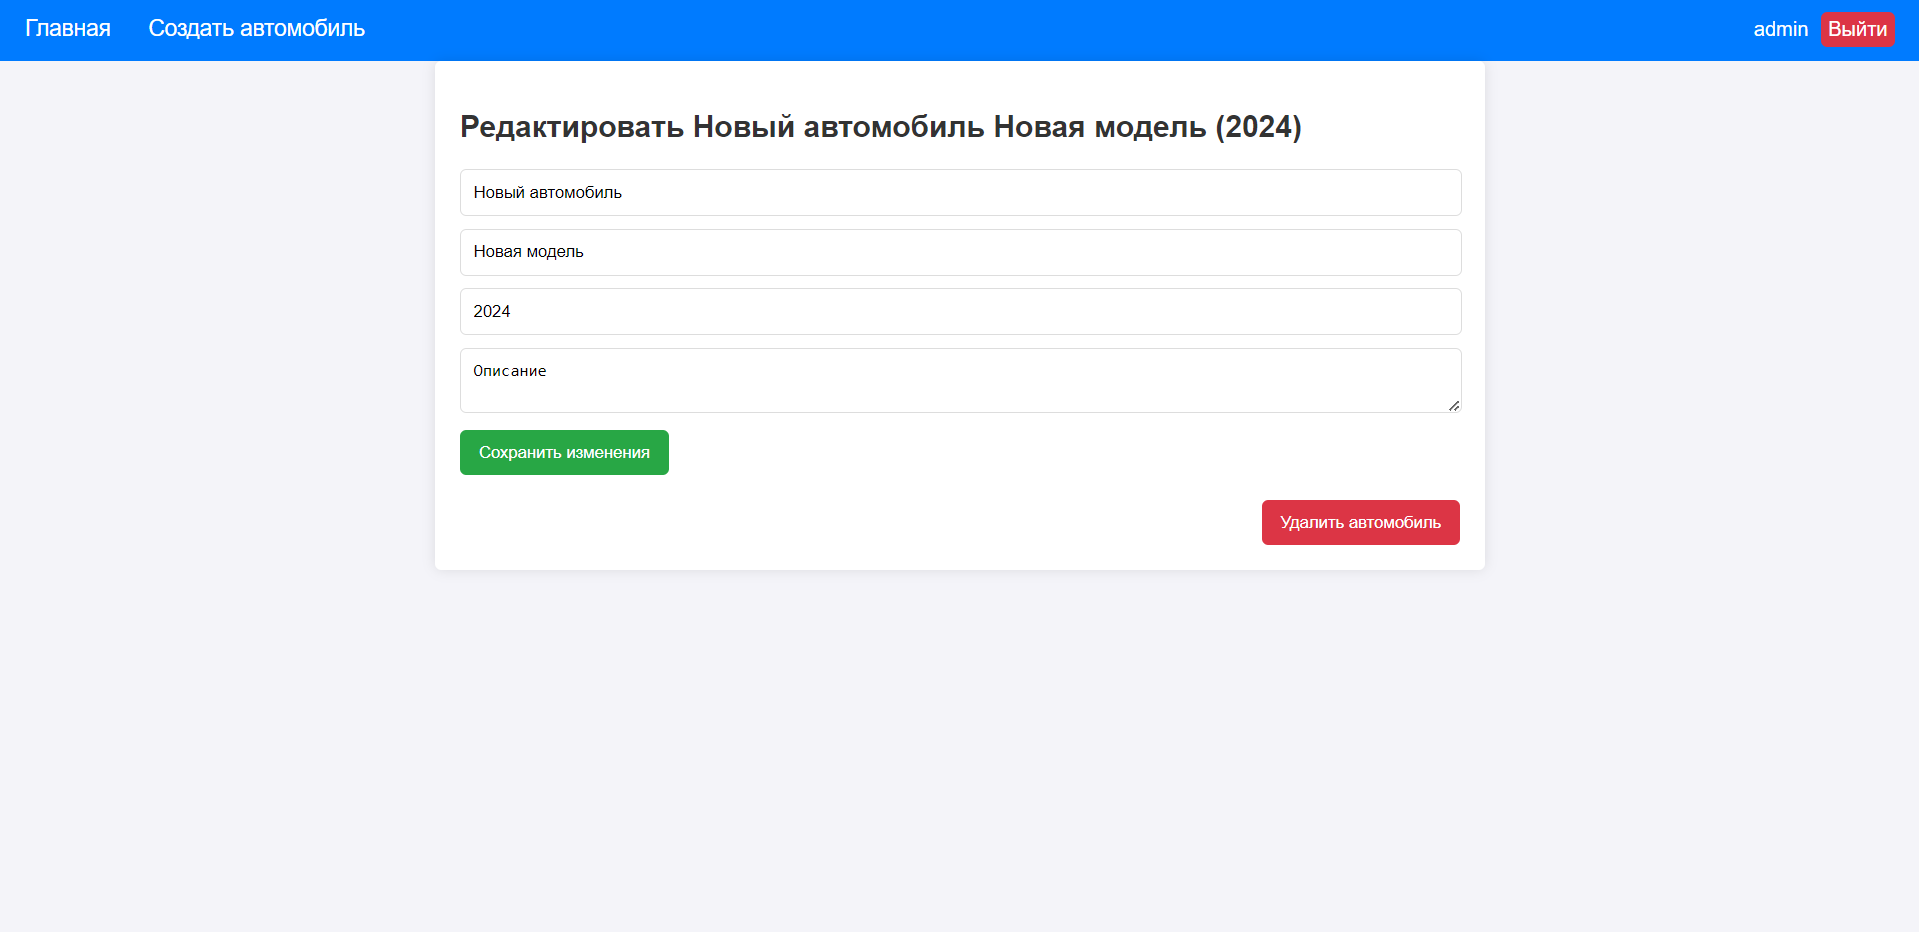 Главная Создать автомобиль admin Выйти
Редактировать Новый автомобиль Новая модель (2024)
Новый автомобиль
Новая модель
2024
Описание
Сохранить изменения
Удалить автомобиль